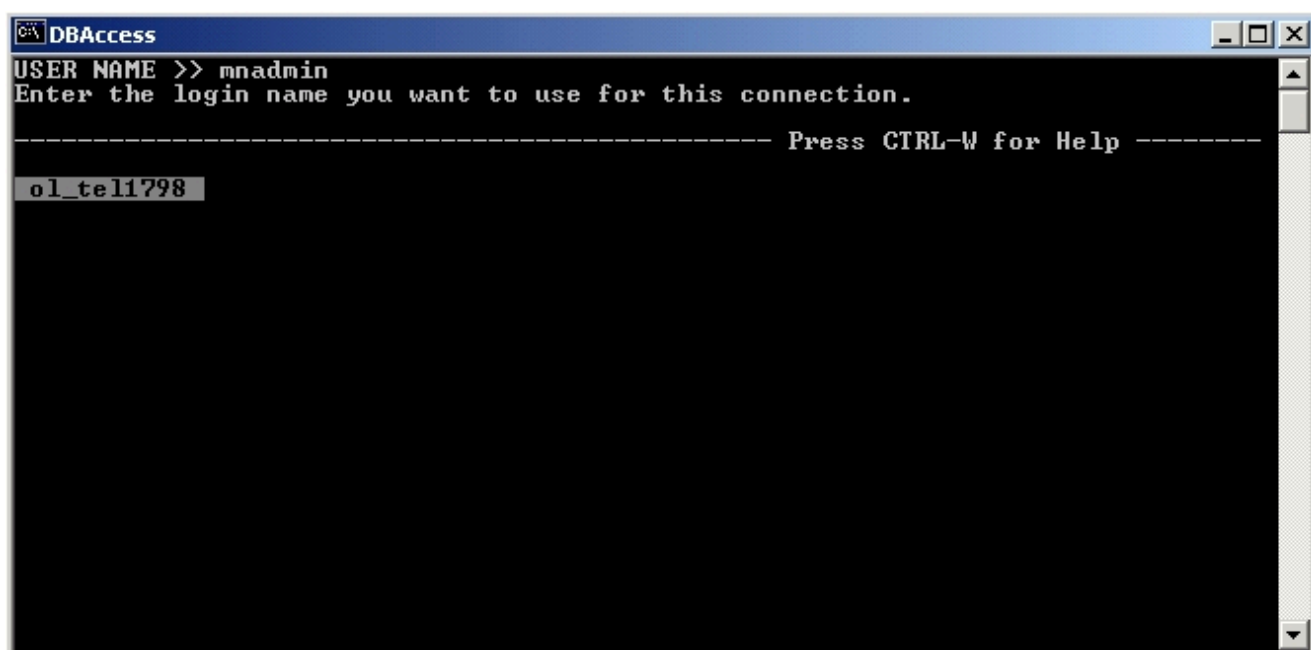 DBAccess
USER NAME >> mnadmin
Enter the login name you want to use for this connection.
------------------------------------------------ Press CTRL-W for Help --------
ol_tel1798